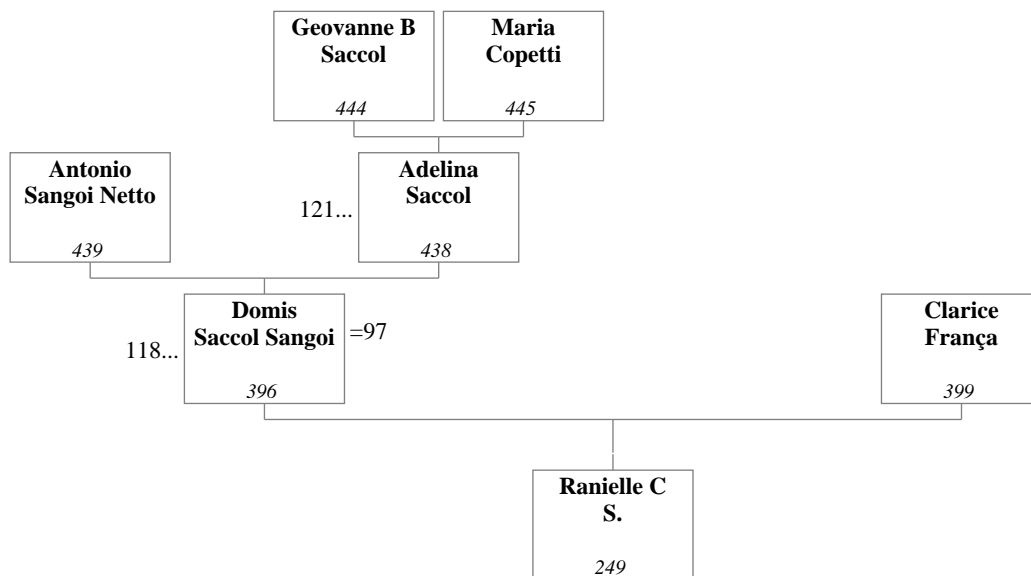 Geovanne B
Saccol
444
Maria
Copetti
445
Antonio
Sangoi Netto
439
121...
Adelina
Saccol
438
118...
Domis
Saccol Sangoi
396
=97
Clarice
França
399
Ranielle C
S.
249